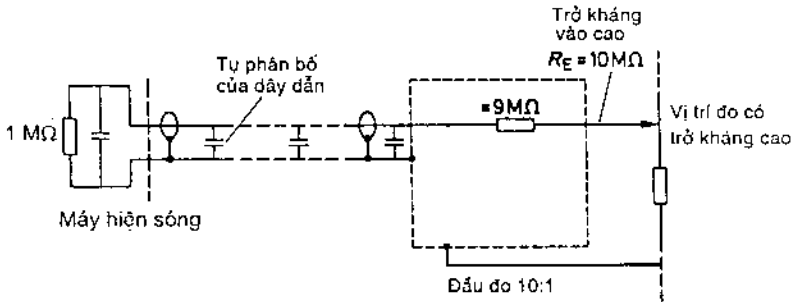 Trở kháng
vào cao
R_E = 10MΩ
Tụ phân bố
của dây dẫn
≈9MΩ
1 MΩ
Vị trí đo có
trở kháng cao
Máy hiện sóng
Đầu đo 10:1